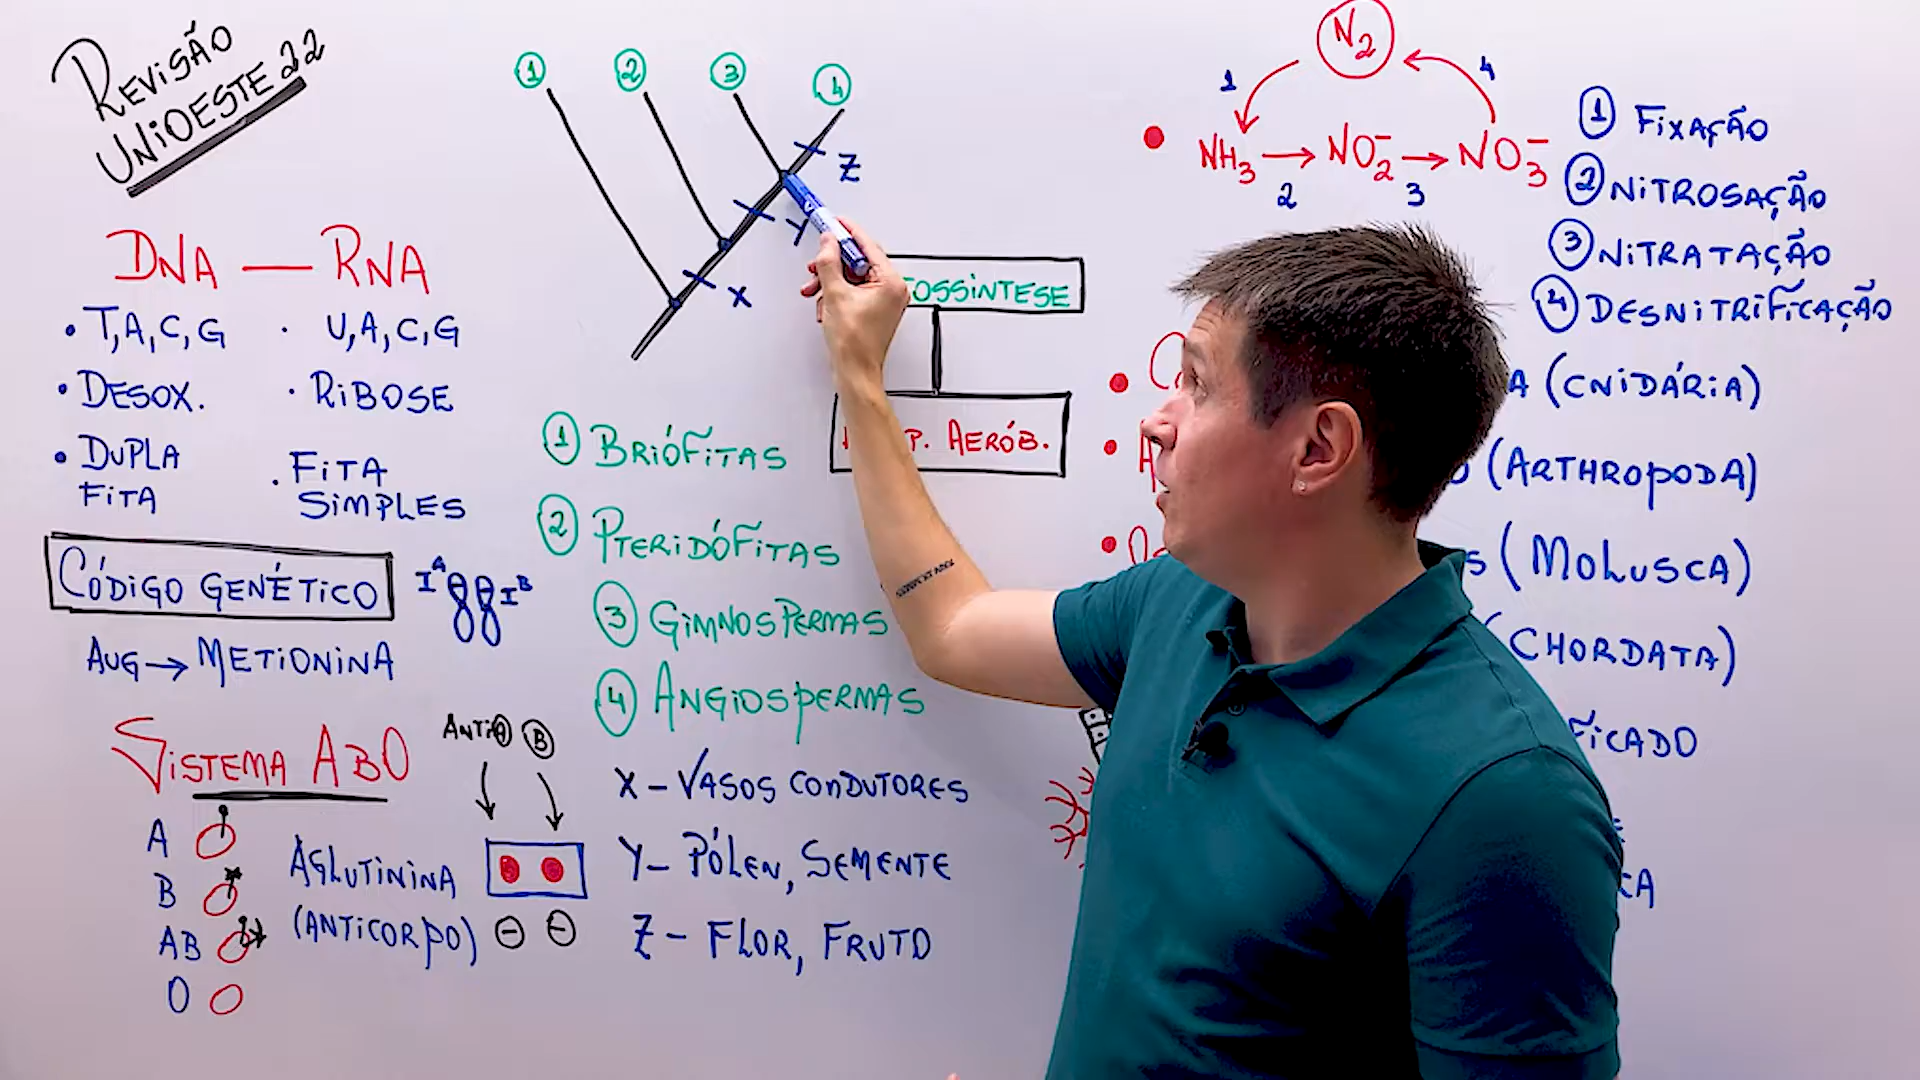 REVISÃO
UNIOESTE 22
DNA — RNA
• T, A, C, G
• U, A, C, G
• DESOX.
• RIBOSE
• DUPLA
FITA
• FITA
SIMPLES
CÓDIGO GENÉTICO
I^A I^B
AUG → METIONINA
SISTEMA ABO
ANTI A B
A
B
AB
O
AGLUTININA
(ANTICORPO)
1 2 3 4
X
Y
Z
OSSÍNTESE
P. AERÓB.
① BRIÓFITAS
② PTERIDÓFITAS
③ GIMNOSPERMAS
④ ANGIOSPERMAS
X – VASOS CONDUTORES
Y – PÓLEN, SEMENTE
Z – FLOR, FRUTO
N₂
1 4
• NH₃ → NO₂⁻ → NO₃⁻
2 3
① FIXAÇÃO
② NITROSAÇÃO
③ NITRATAÇÃO
④ DESNITRIFICAÇÃO
A (CNIDÁRIA)
(ARTHROPODA)
S (MOLUSCA)
(CHORDATA)
FICADO
CA